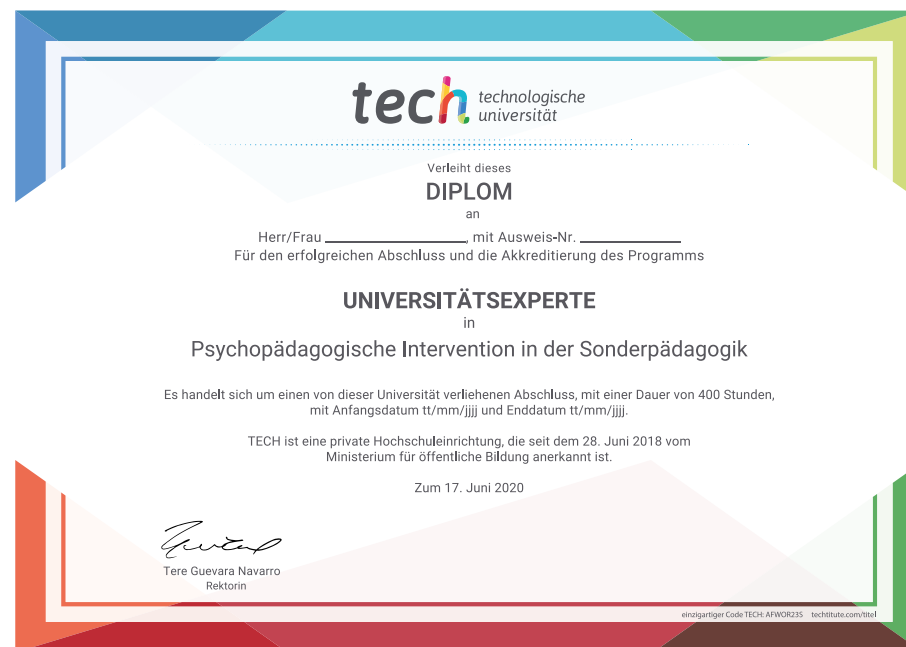 tech technologische
universität
Verleiht dieses
DIPLOM
an
Herr/Frau ____________________, mit Ausweis-Nr. ______________
Für den erfolgreichen Abschluss und die Akkreditierung des Programms
UNIVERSITÄTSEXPERTE
in
Psychopädagogische Intervention in der Sonderpädagogik
Es handelt sich um einen von dieser Universität verliehenen Abschluss, mit einer Dauer von 400 Stunden,
mit Anfangsdatum tt/mm/jjjj und Enddatum tt/mm/jjjj.
TECH ist eine private Hochschuleinrichtung, die seit dem 28. Juni 2018 vom
Ministerium für öffentliche Bildung anerkannt ist.
Zum 17. Juni 2020
Tere Guevara Navarro
Rektorin
einzigartiger Code TECH: AFWOR23S techtitute.com/titel